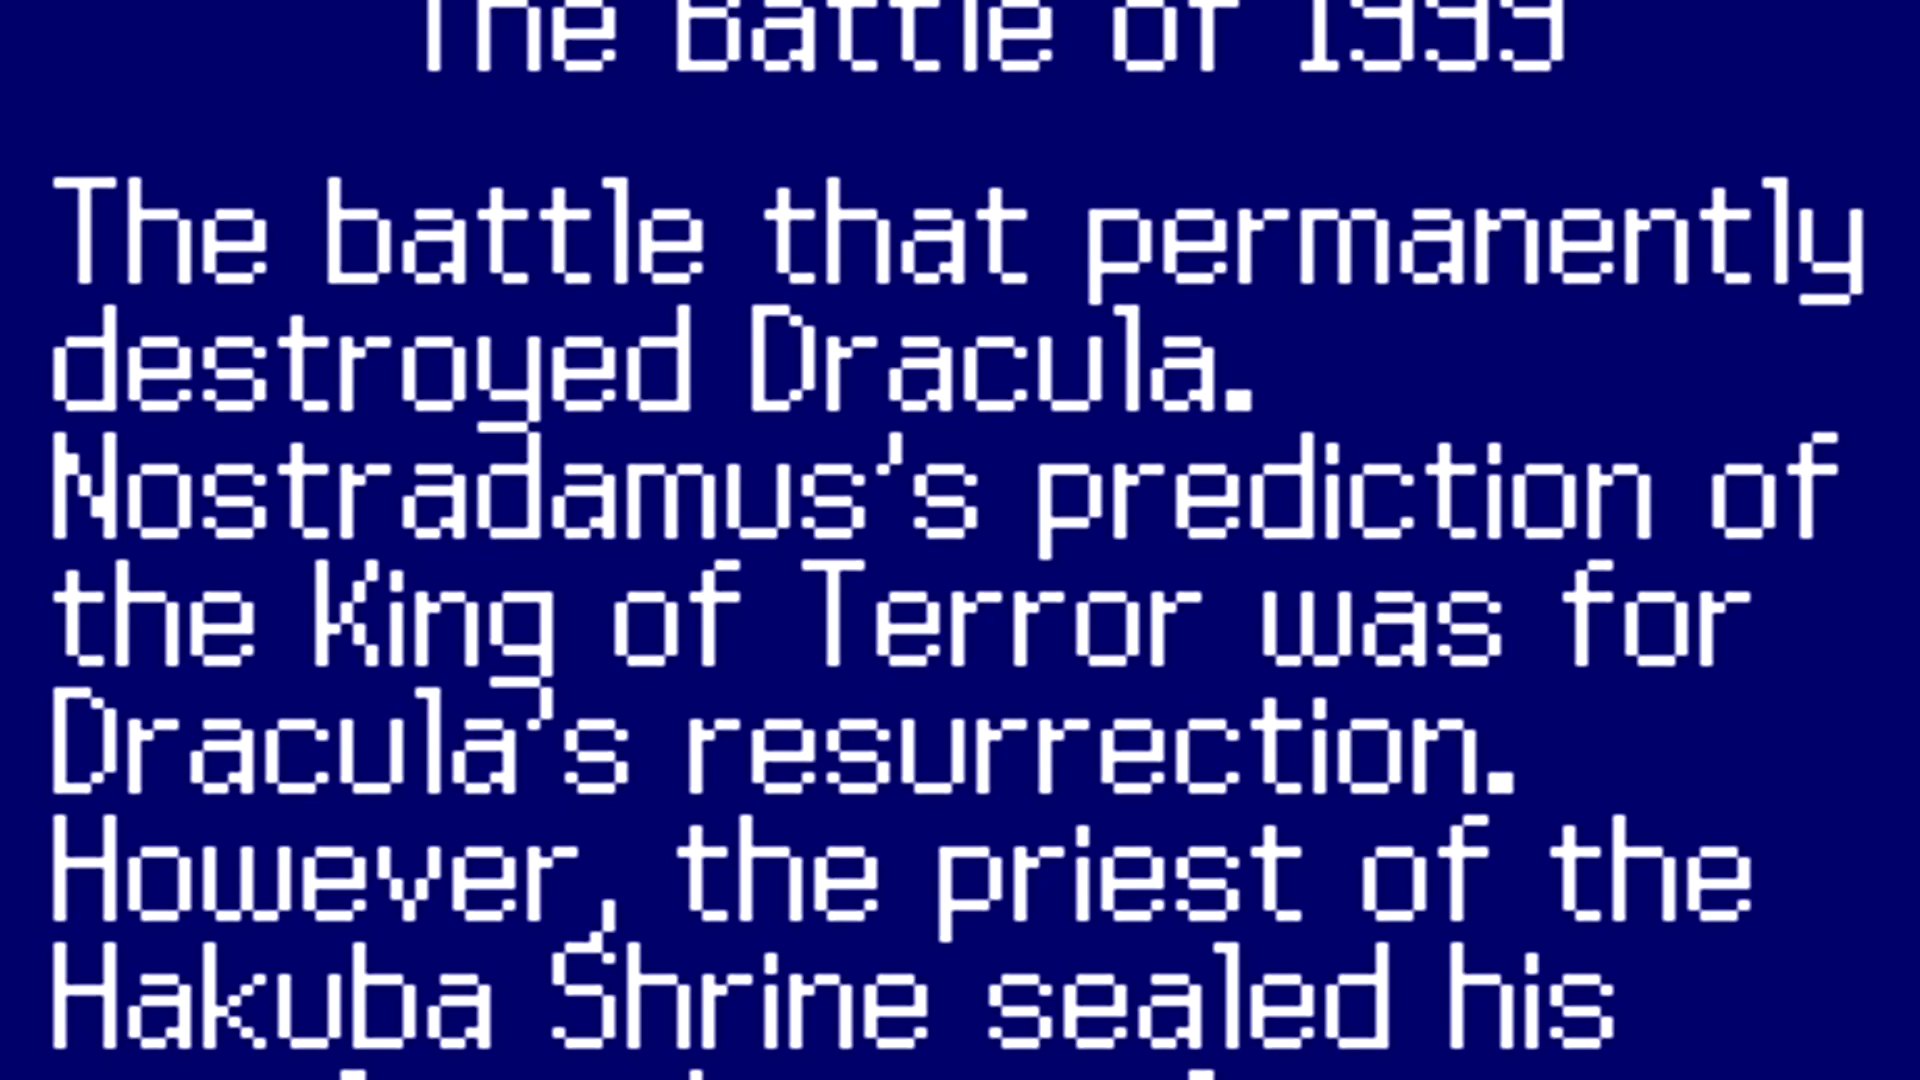 The Battle of 1999
The battle that permanently
destroyed Dracula.
Nostradamus's prediction of
the King of Terror was for
Dracula's resurrection.
However, the priest of the
Hakuba Shrine sealed his